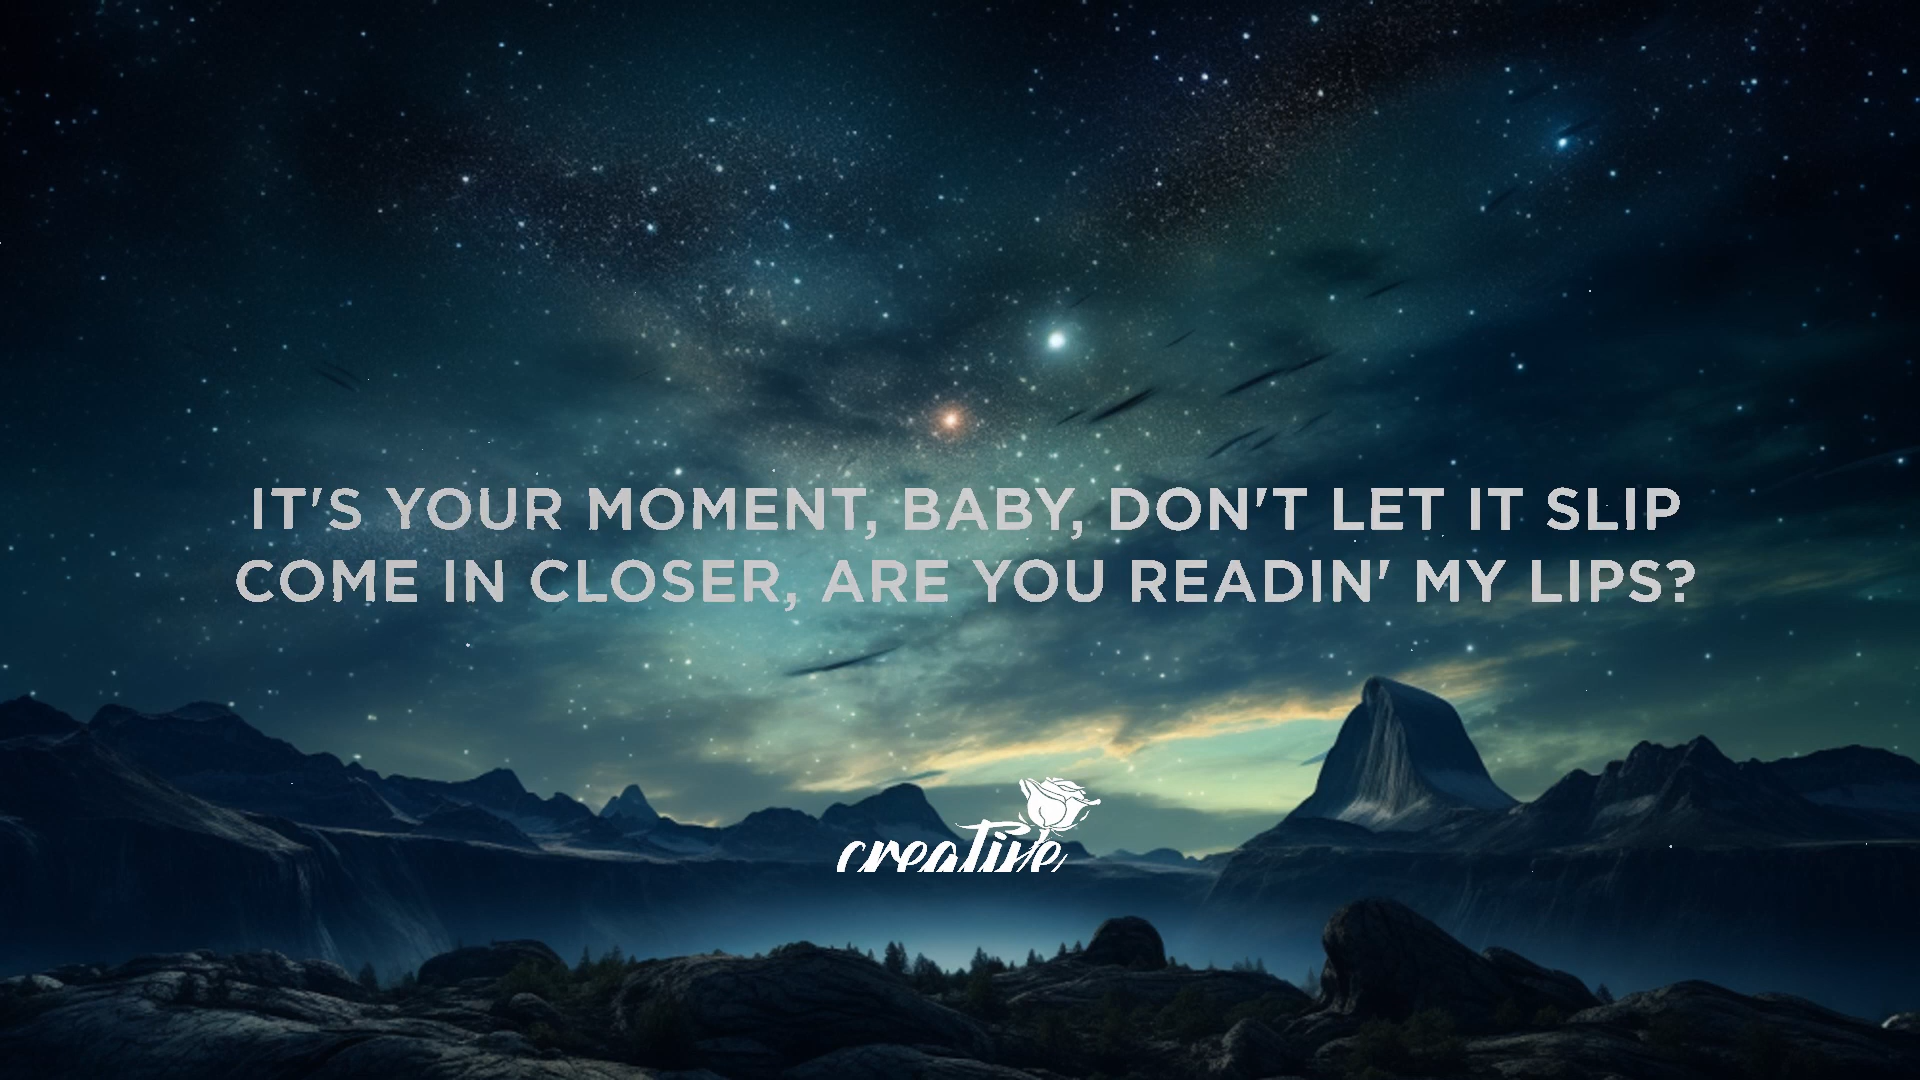 IT'S YOUR MOMENT, BABY, DON'T LET IT SLIP
COME IN CLOSER, ARE YOU READIN' MY LIPS?
creative